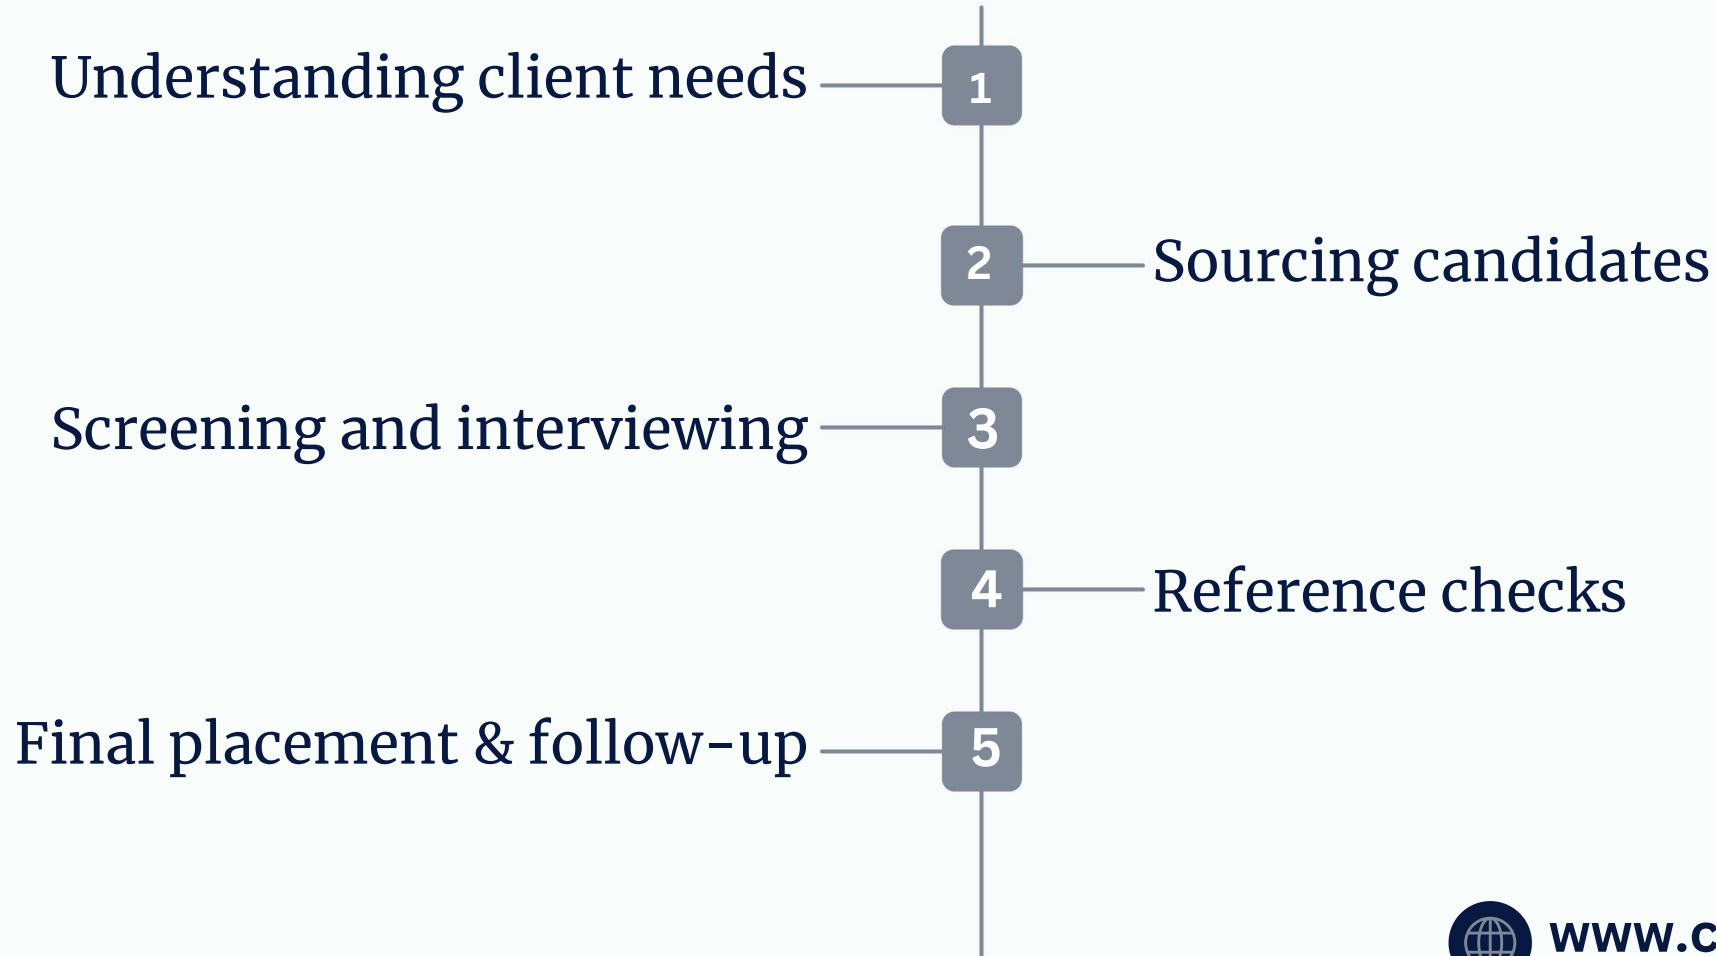 Understanding client needs
1
2
Sourcing candidates
Screening and interviewing
3
4
Reference checks
Final placement & follow-up
5
www.c